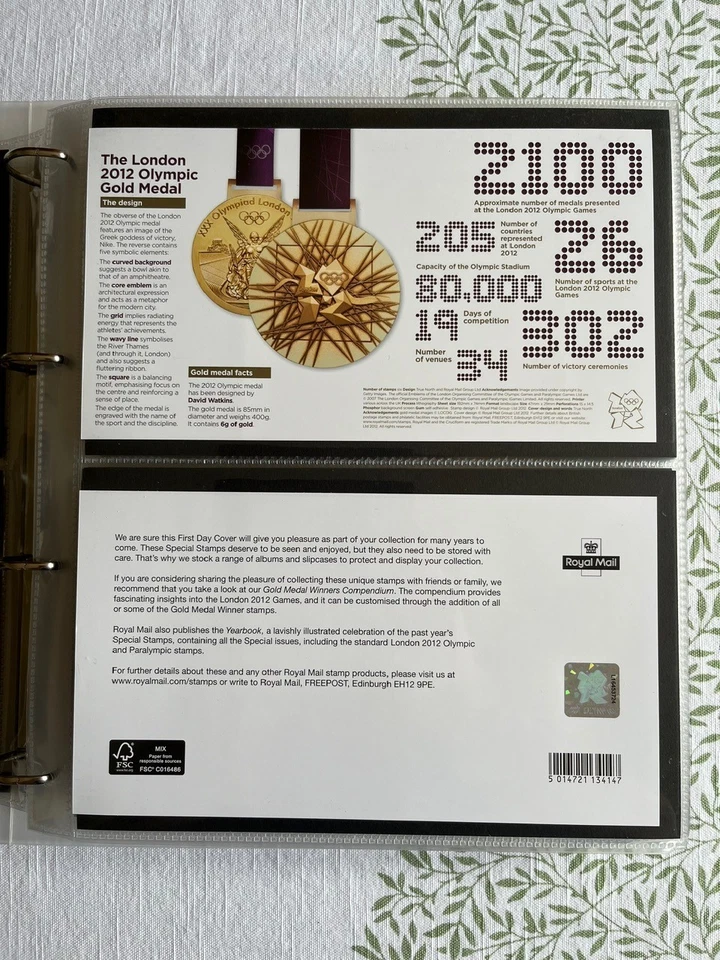 The London
2012 Olympic
Gold Medal
The design
The obverse of the London
2012 Olympic medal
features an image of the
Greek goddess of victory,
Nike. The reverse contains
five symbolic elements:
The curved background
suggests a bowl akin to
that of an amphitheatre.
The core emblem is an
architectural expression
and acts as a metaphor
for the modern city.
The grid implies radiating
energy that represents the
athletes' achievements.
The wavy line symbolises
the River Thames
(and through it, London)
and also suggests a
fluttering ribbon.
The square is a balancing
motif, emphasising focus on
the centre and reinforcing a
sense of place.
The edge of the medal is
engraved with the name of
the sport and the discipline.
XXX Olympiad London
Gold medal facts
The 2012 Olympic medal
has been designed by
David Watkins.
The gold medal is 85mm in
diameter and weighs 400g.
It contains 6g of gold.
2100
Approximate number of medals presented
at the London 2012 Olympic Games
205
Number of
countries
represented
at London
2012
26
Number of sports at the
London 2012 Olympic
Games
Capacity of the Olympic Stadium
80,000
19
Days of
competition
302
Number of victory ceremonies
Number
of venues
34
We are sure this First Day Cover will give you pleasure as part of your collection for many years to
come. These Special Stamps deserve to be seen and enjoyed, but they also need to be stored with
care. That's why we stock a range of albums and slipcases to protect and display your collection.
If you are considering sharing the pleasure of collecting these unique stamps with friends or family, we
recommend that you take a look at our Gold Medal Winners Compendium. The compendium provides
fascinating insights into the London 2012 Games, and it can be customised through the addition of all
or some of the Gold Medal Winner stamps.
Royal Mail also publishes the Yearbook, a lavishly illustrated celebration of the past year's
Special Stamps, containing all the Special issues, including the standard London 2012 Olympic
and Paralympic stamps.
For further details about these and any other Royal Mail stamp products, please visit us at
www.royalmail.com/stamps or write to Royal Mail, FREEPOST, Edinburgh EH12 9PE.
Royal Mail
FSC
MIX
Paper from
responsible sources
FSC® C016486
5 014721 134147